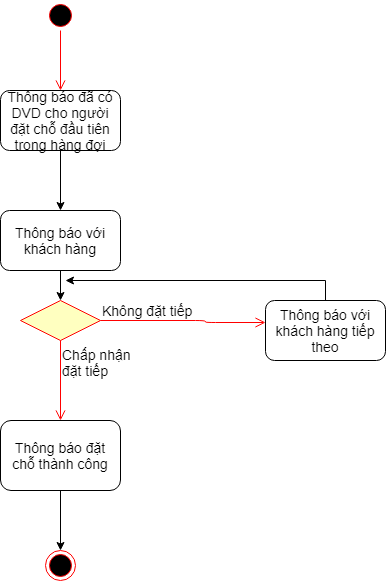 Thông báo đã có
DVD cho người
đặt chỗ đầu tiên
trong hàng đợi
Thông báo với
khách hàng
Không đặt tiếp
Thông báo với
khách hàng tiếp
theo
Chấp nhận
đặt tiếp
Thông báo đặt
chỗ thành công